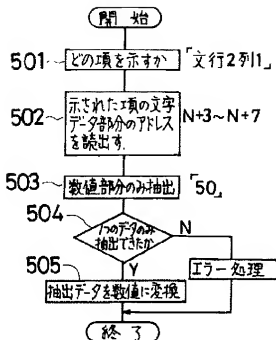 開始
501 どの項を示すか 「文行2列1」
502 示された項の文字
データ部分のアドレス
を読出す. N+3~N+7
503 数値部分のみ抽出 「50」
504
1つのデータのみ
抽出できたか N
Y
エラー処理
505
抽出データを数値に変換
終了